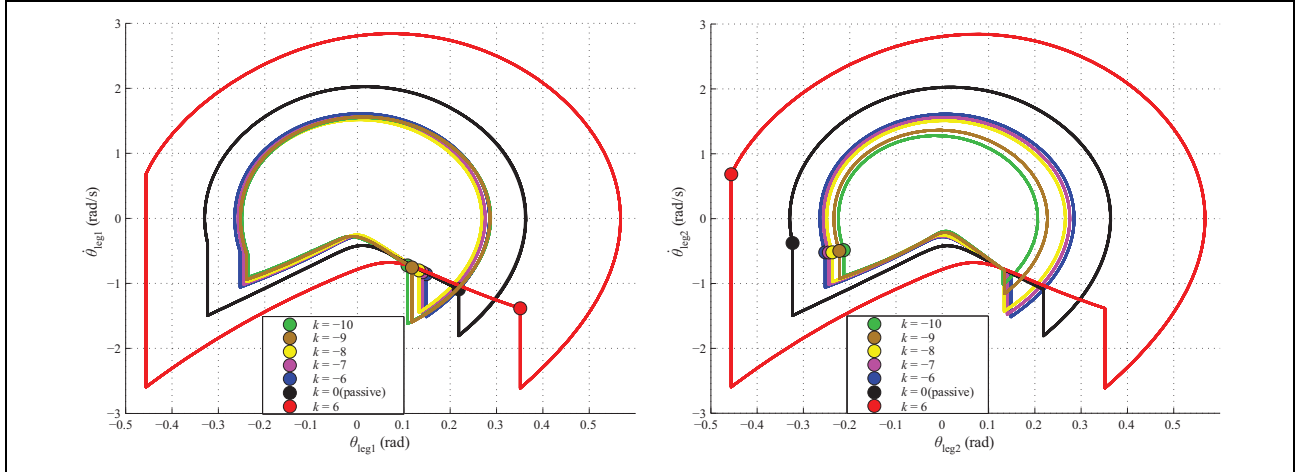 3
2
1
0
−1
−2
−3
θ̇leg1 (rad/s)
−0.5 −0.4 −0.3 −0.2 −0.1 0 0.1 0.2 0.3 0.4 0.5
θleg1 (rad)
k = −10
k = −9
k = −8
k = −7
k = −6
k = 0(passive)
k = 6
3
2
1
0
−1
−2
−3
θ̇leg2 (rad/s)
−0.5 −0.4 −0.3 −0.2 −0.1 0 0.1 0.2 0.3 0.4 0.5
θleg2 (rad)
k = −10
k = −9
k = −8
k = −7
k = −6
k = 0(passive)
k = 6